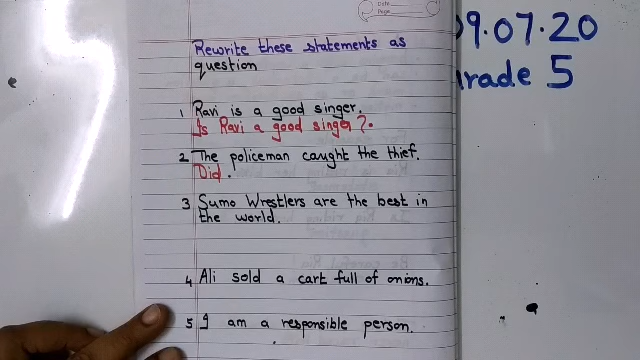 Date
Page
09.07.20
Grade 5
Rewrite these statements as
question
1 Ravi is a good singer.
Is Ravi a good singer?.
2 The policeman caught the thief.
Did.
3 Sumo Wrestlers are the best in
the world.
4 Ali sold a cart full of onions.
5 I am a responsible person.